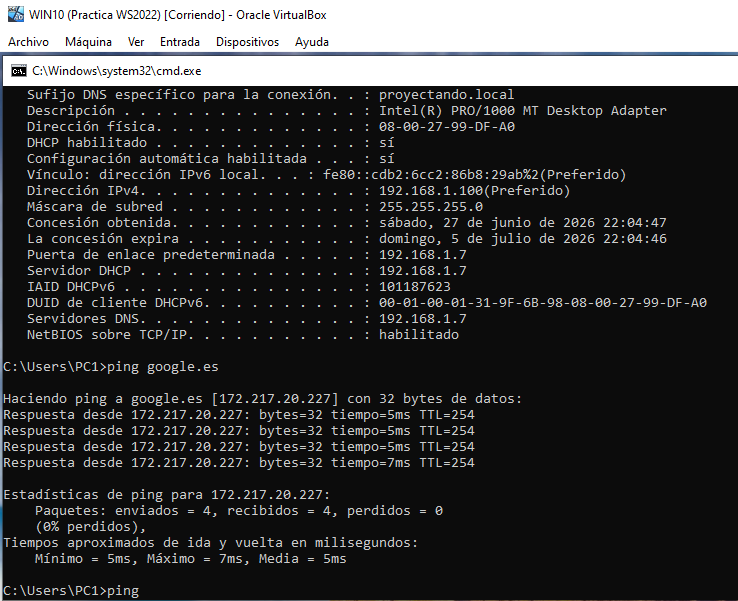 WIN10 (Practica WS2022) [Corriendo] - Oracle VirtualBox
Archivo Máquina Ver Entrada Dispositivos Ayuda
C:\Windows\system32\cmd.exe
Sufijo DNS específico para la conexión. . : proyectando.local
Descripción . . . . . . . . . . . . . . . : Intel(R) PRO/1000 MT Desktop Adapter
Dirección física. . . . . . . . . . . . . : 08-00-27-99-DF-A0
DHCP habilitado . . . . . . . . . . . . . : sí
Configuración automática habilitada . . . : sí
Vínculo: dirección IPv6 local. . . : fe80::cdb2:6cc2:86b8:29ab%2(Preferido)
Dirección IPv4. . . . . . . . . . . . . . : 192.168.1.100(Preferido)
Máscara de subred . . . . . . . . . . . . : 255.255.255.0
Concesión obtenida. . . . . . . . . . . . : sábado, 27 de junio de 2026 22:04:47
La concesión expira . . . . . . . . . . . : domingo, 5 de julio de 2026 22:04:46
Puerta de enlace predeterminada . . . . . : 192.168.1.7
Servidor DHCP . . . . . . . . . . . . . . : 192.168.1.7
IAID DHCPv6 . . . . . . . . . . . . . . . : 101187623
DUID de cliente DHCPv6. . . . . . . . . . : 00-01-00-01-31-9F-6B-98-08-00-27-99-DF-A0
Servidores DNS. . . . . . . . . . . . . . : 192.168.1.7
NetBIOS sobre TCP/IP. . . . . . . . . . . : habilitado
C:\Users\PC1>ping google.es
Haciendo ping a google.es [172.217.20.227] con 32 bytes de datos:
Respuesta desde 172.217.20.227: bytes=32 tiempo=5ms TTL=254
Respuesta desde 172.217.20.227: bytes=32 tiempo=5ms TTL=254
Respuesta desde 172.217.20.227: bytes=32 tiempo=5ms TTL=254
Respuesta desde 172.217.20.227: bytes=32 tiempo=7ms TTL=254
Estadísticas de ping para 172.217.20.227:
Paquetes: enviados = 4, recibidos = 4, perdidos = 0
(0% perdidos),
Tiempos aproximados de ida y vuelta en milisegundos:
Mínimo = 5ms, Máximo = 7ms, Media = 5ms
C:\Users\PC1>ping